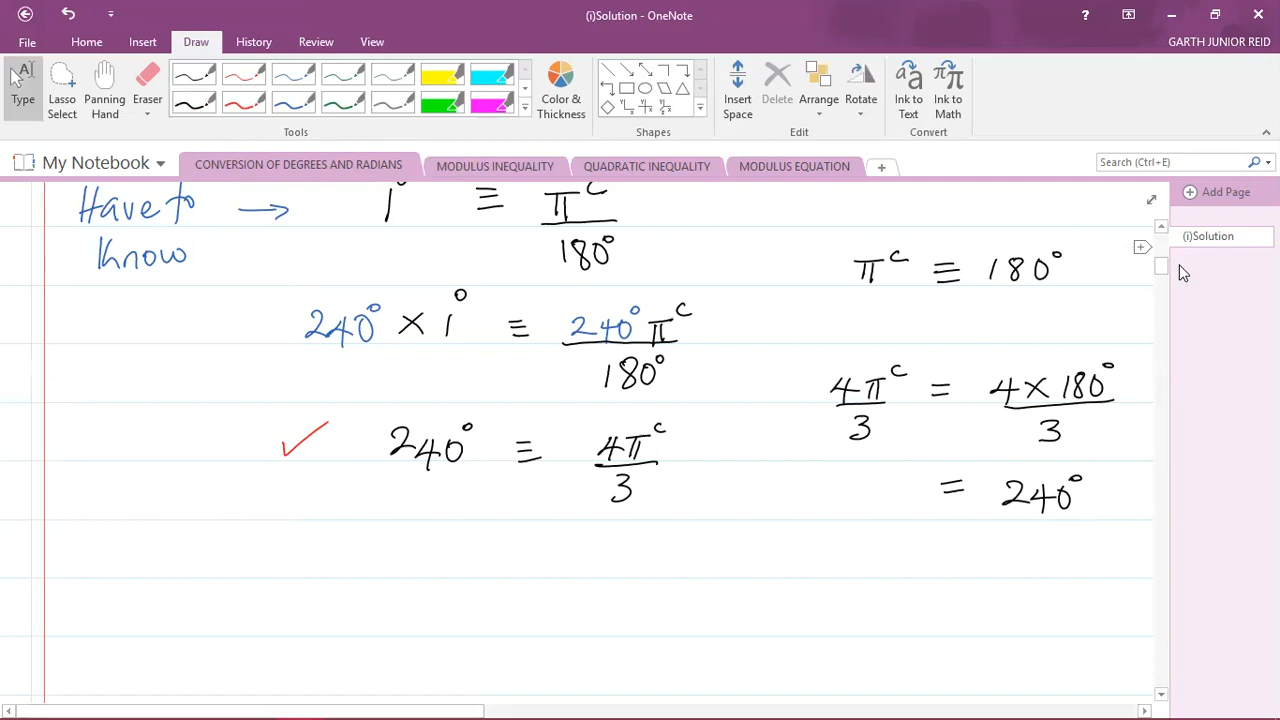 (i)Solution - OneNote
GARTH JUNIOR REID
File Home Insert Draw History Review View
Type
Lasso Select
Panning Hand
Eraser
Color & Thickness
Insert Space
Delete
Arrange
Rotate
Ink to Text
Ink to Math
Tools
Shapes
Edit
Convert
My Notebook
CONVERSION OF DEGREES AND RADIANS
MODULUS INEQUALITY
QUADRATIC INEQUALITY
MODULUS EQUATION
Search (Ctrl+E)
Add Page
(i)Solution
Have to → 1° ≡ π^c/180°
Know
240° × 1° ≡ 240° π^c/180°
✓ 240° ≡ 4π^c/3
π^c ≡ 180°
4π^c/3 = 4 × 180°/3
= 240°